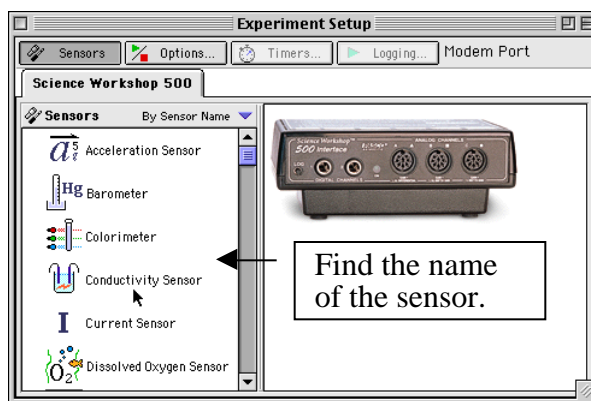 Experiment Setup
Sensors Options... Timers... Logging... Modem Port
Science Workshop 500
Sensors By Sensor Name
Acceleration Sensor
Hg Barometer
Colorimeter
Conductivity Sensor
I Current Sensor
O2 Dissolved Oxygen Sensor
Science Workshop™
500 Interface
ANALOG CHANNELS
A B C
DIGITAL CHANNELS
Find the name
of the sensor.